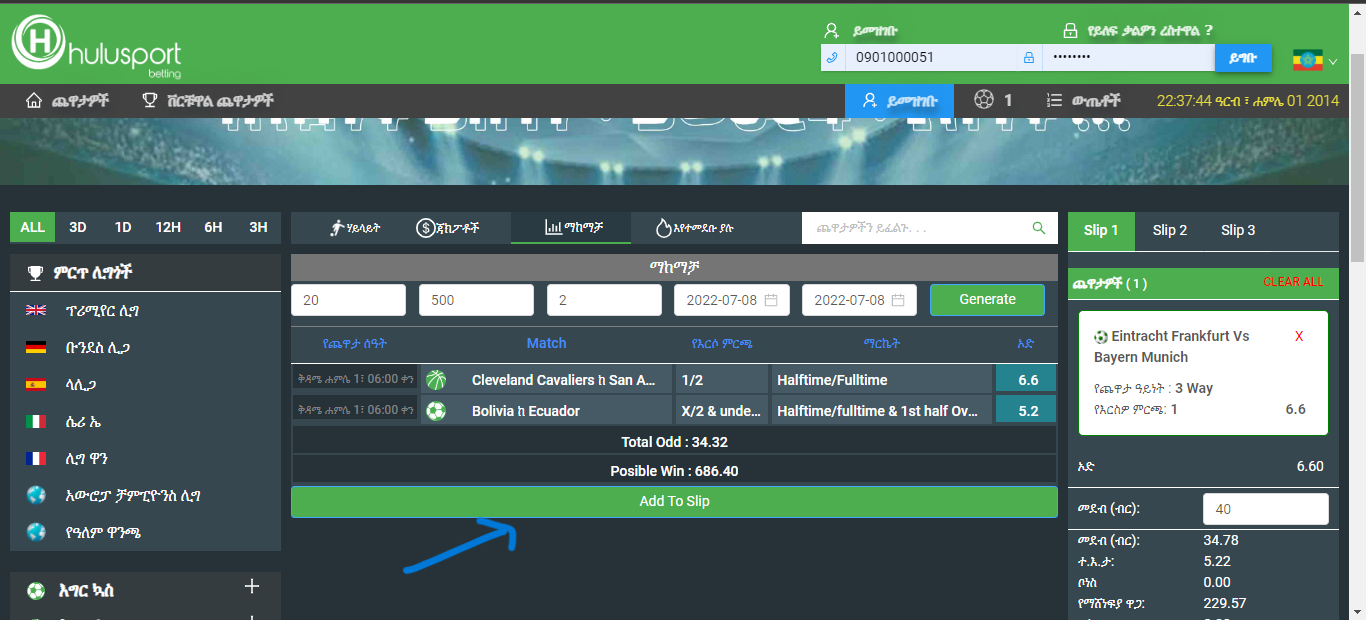 hulusport
betting
ይመዝገቡ
የይለፍ ቃልዎን ረስተዋል ?
0901000051
ይግቡ
ጨዋታዎች
ቨርቹዋል ጨዋታዎች
ይመዝገቡ
1
ውጤቶች
22:37:44 ዓርብ ፣ ሐምሌ 01 2014
ALL 3D 1D 12H 6H 3H
ሃይላይት
ጃክፖቶች
ማከማቻ
እየተመደቡ ያሉ
ጨዋታዎችን ይፈልጉ. . .
Slip 1 Slip 2 Slip 3
ምርጥ ሊግኦች
ፕሪሚየር ሊግ
ቡንደስ ሊጋ
ላሊጋ
ሴሪ ኤ
ሊግ ዋን
አውሮፓ ቻምፒዮንስ ሊግ
የዓለም ዋንጫ
እግር ኳስ
ማከማቻ
20 500 2 2022-07-08 2022-07-08 Generate
የጨዋታ ሰዓት Match የእርሶ ምርጫ ማርኬት ኦድ
ቅዳሜ ሐምሌ 1፣ 06:00 ቀን Cleveland Cavaliers ከ San A... 1/2 Halftime/Fulltime 6.6
ቅዳሜ ሐምሌ 1፣ 06:00 ቀን Bolivia ከ Ecuador X/2 & unde... Halftime/fulltime & 1st half Ov... 5.2
Total Odd : 34.32
Posible Win : 686.40
Add To Slip
ጨዋታዎች ( 1 ) CLEAR ALL
Eintracht Frankfurt Vs X
Bayern Munich
የጨዋታ ዓይነት : 3 Way
የእርስዎ ምርጫ: 1 6.6
ኦድ 6.60
መደብ (ብር): 40
መደብ (ብር): 34.78
ተ.እ.ታ: 5.22
ቦነስ 0.00
የማሸነፍያ ዋጋ: 229.57